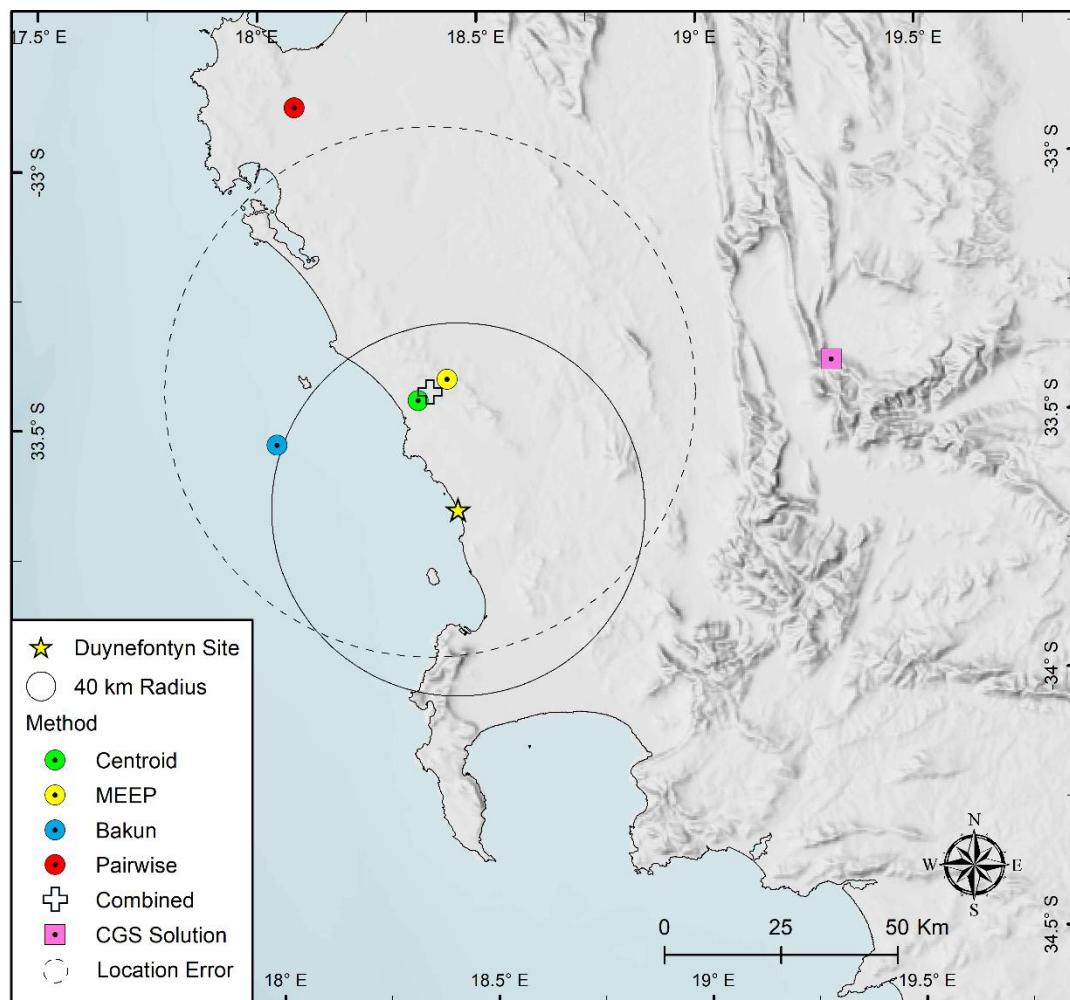 17.5° E
18° E
18.5° E
19° E
19.5° E
-33° S
-33° S
33.5° S
33.5° S
-34° S
34.5° S
Duynefontyn Site
40 km Radius
Method
Centroid
MEEP
Bakun
Pairwise
Combined
CGS Solution
Location Error
N
W E
S
0 25 50 Km
18° E
18.5° E
19° E
19.5° E